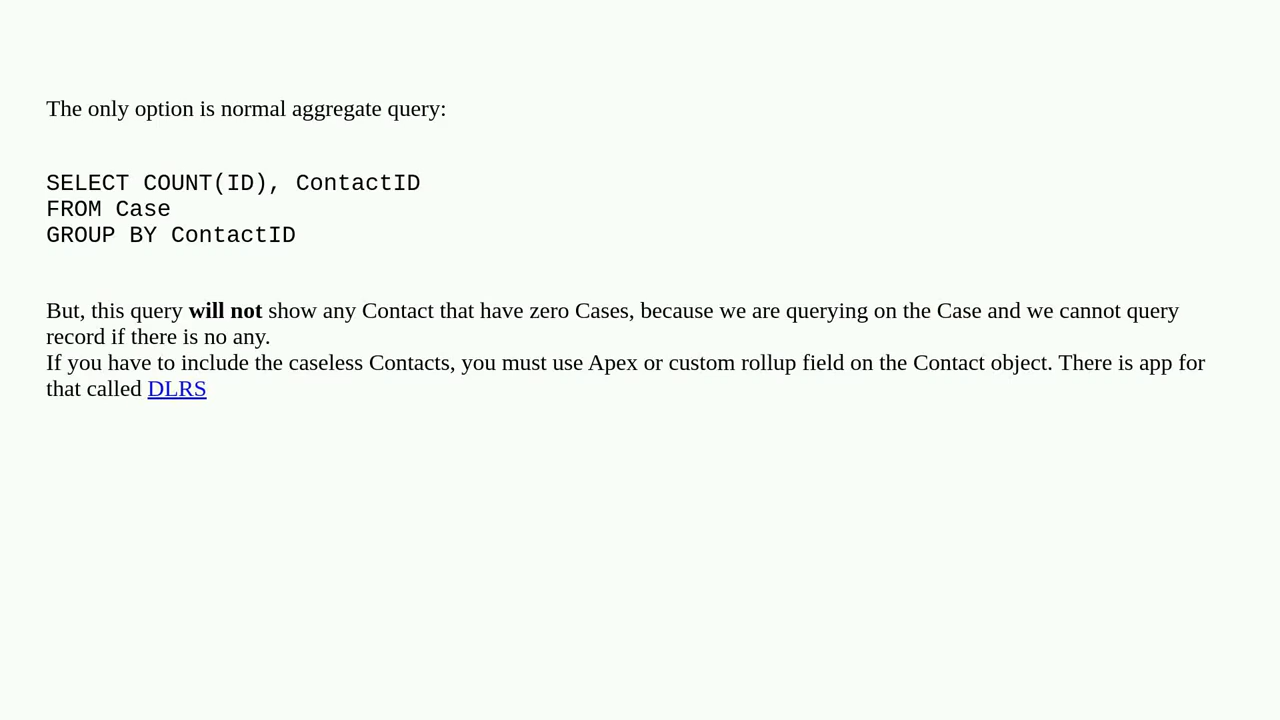 The only option is normal aggregate query:
SELECT COUNT(ID), ContactID
FROM Case
GROUP BY ContactID
But, this query will not show any Contact that have zero Cases, because we are querying on the Case and we cannot query
record if there is no any.
If you have to include the caseless Contacts, you must use Apex or custom rollup field on the Contact object. There is app for
that called DLRS